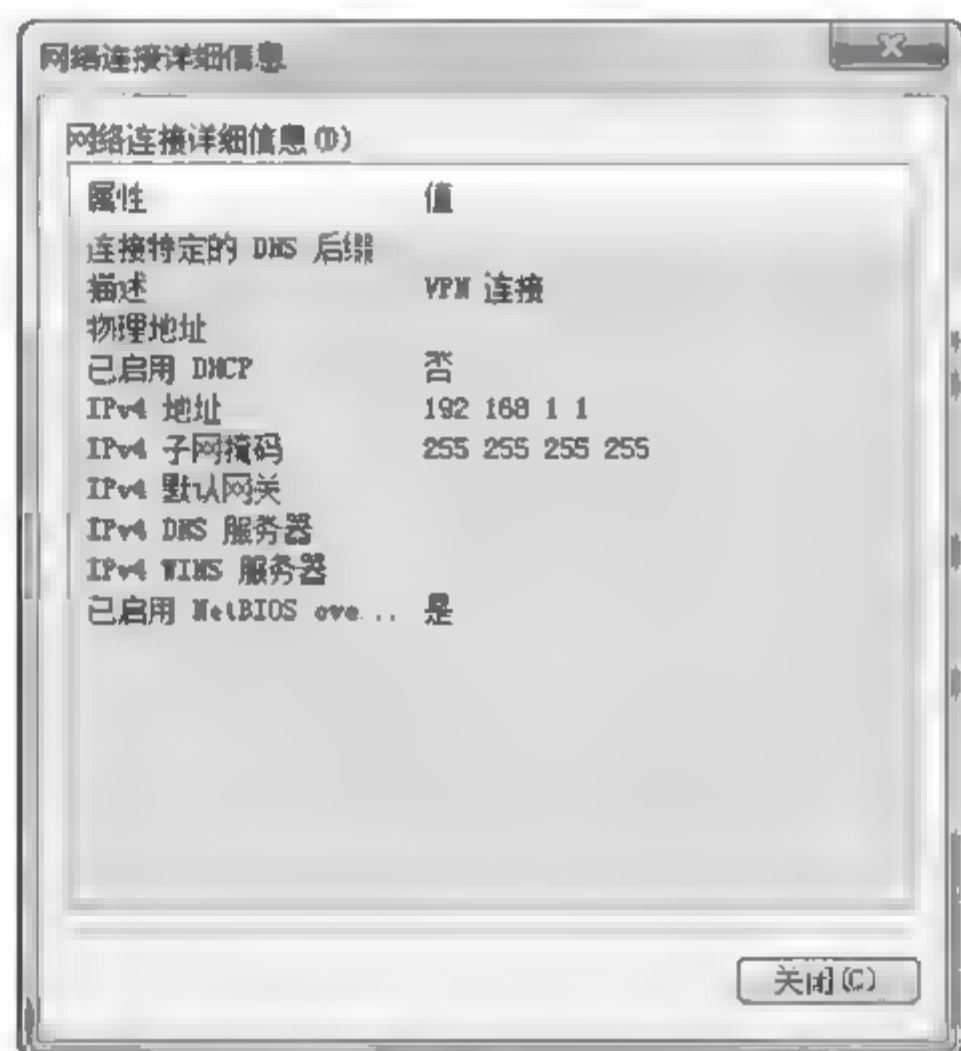 网络连接详细信息
网络连接详细信息(D)
属性 值
连接特定的 DNS 后缀
描述 VPN 连接
物理地址
已启用 DHCP 否
IPv4 地址 192 168 1 1
IPv4 子网掩码 255 255 255 255
IPv4 默认网关
IPv4 DNS 服务器
IPv4 WINS 服务器
已启用 NetBIOS ove... 是
关闭(C)